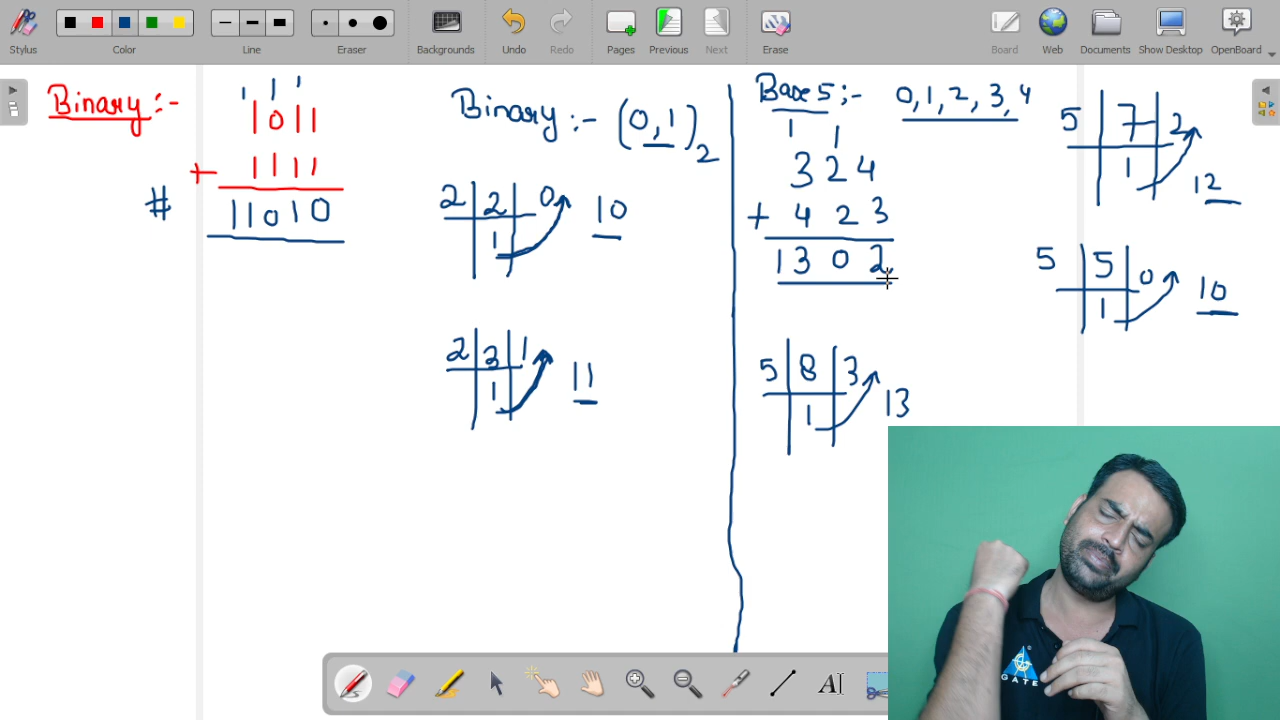 Stylus Color Line Eraser Backgrounds Undo Redo Pages Previous Next Erase Board Web Documents Show Desktop OpenBoard
Binary :-
1 1 1
1011
+ 1111
# 11010
Binary :- (0,1)2
2 2 0 10
1
2 3 1 11
1
Base 5 :- 0, 1, 2, 3, 4
1 1
324
+ 423
1302
5 8 3 13
1
5 7 2
1 12
5 5 0 10
1
A
GATE